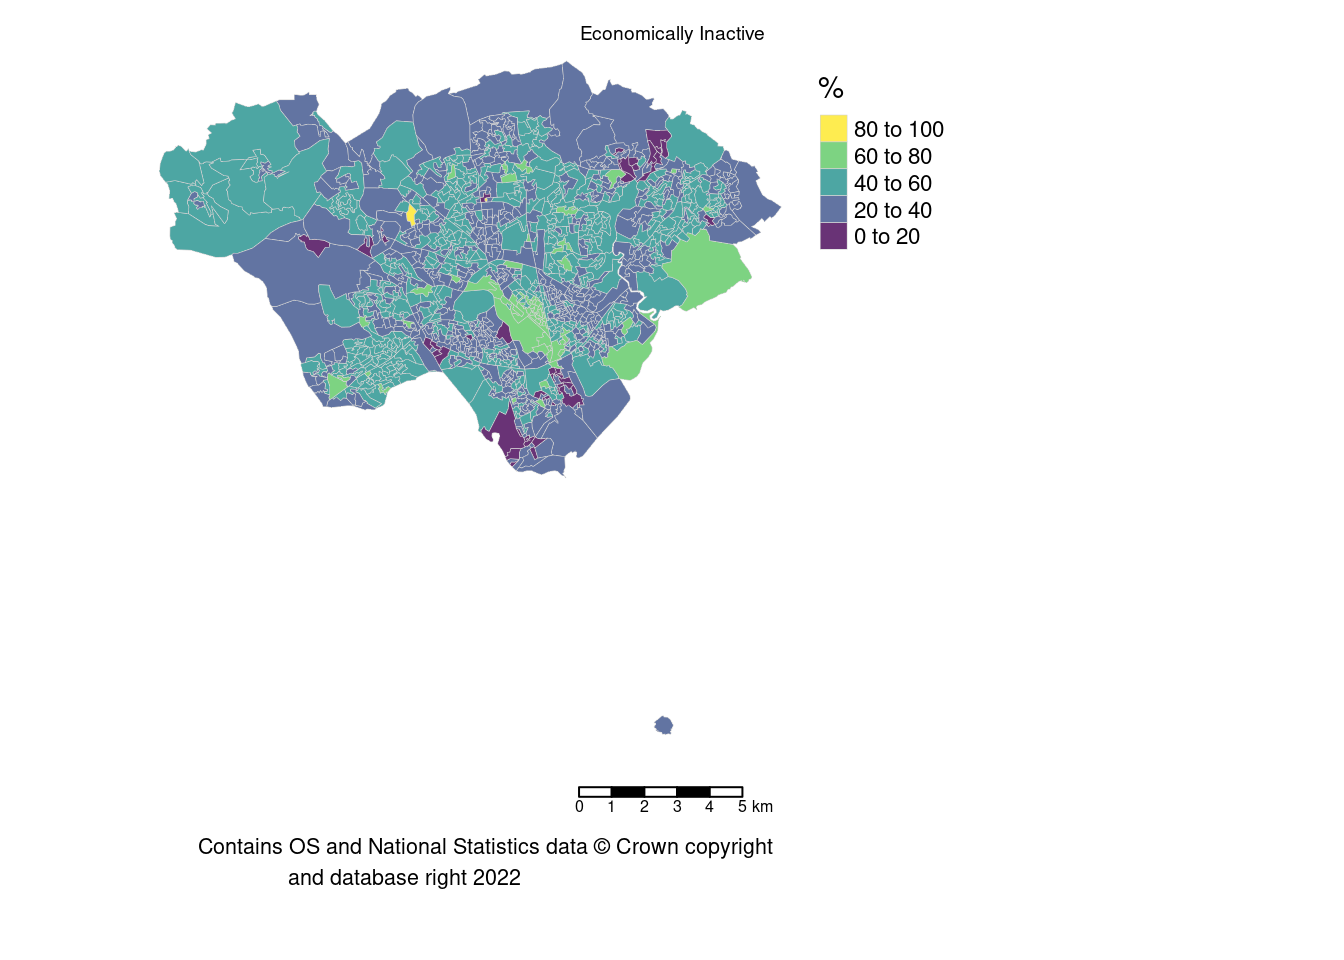 Economically Inactive
%
80 to 100
60 to 80
40 to 60
20 to 40
0 to 20
0 1 2 3 4 5 km
Contains OS and National Statistics data © Crown copyright
and database right 2022